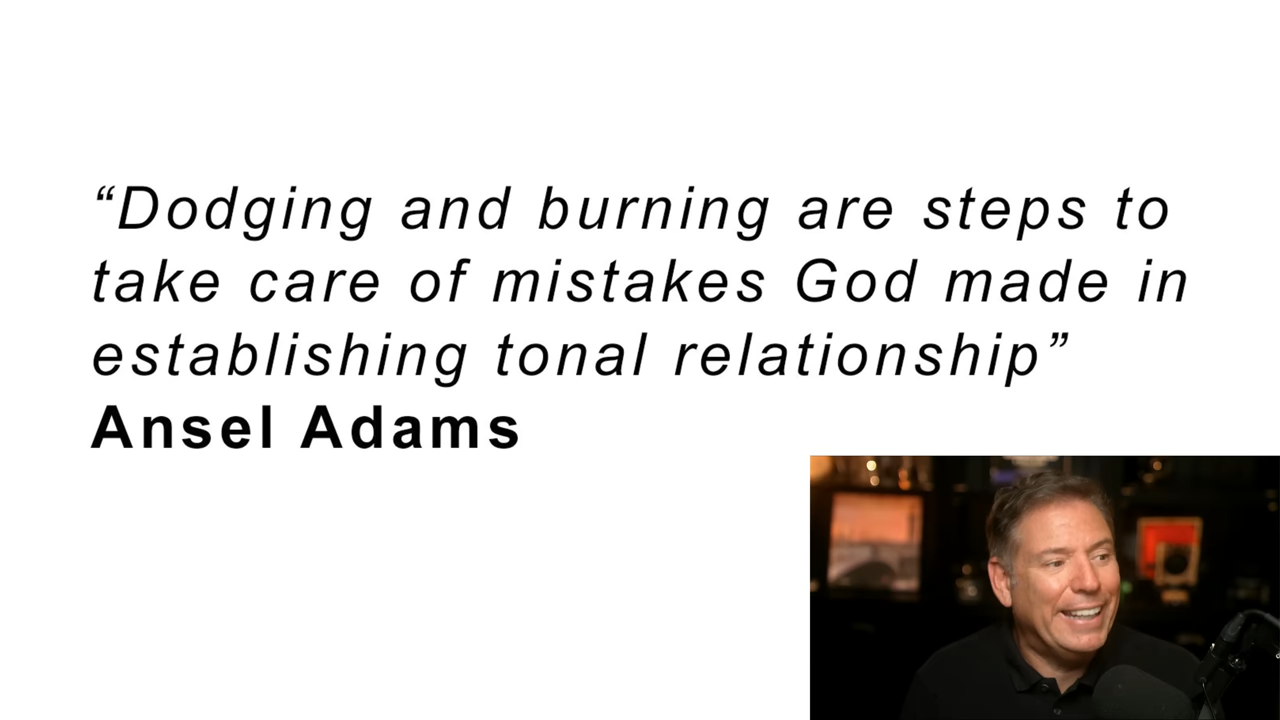 “Dodging and burning are steps to
take care of mistakes God made in
establishing tonal relationship”
Ansel Adams